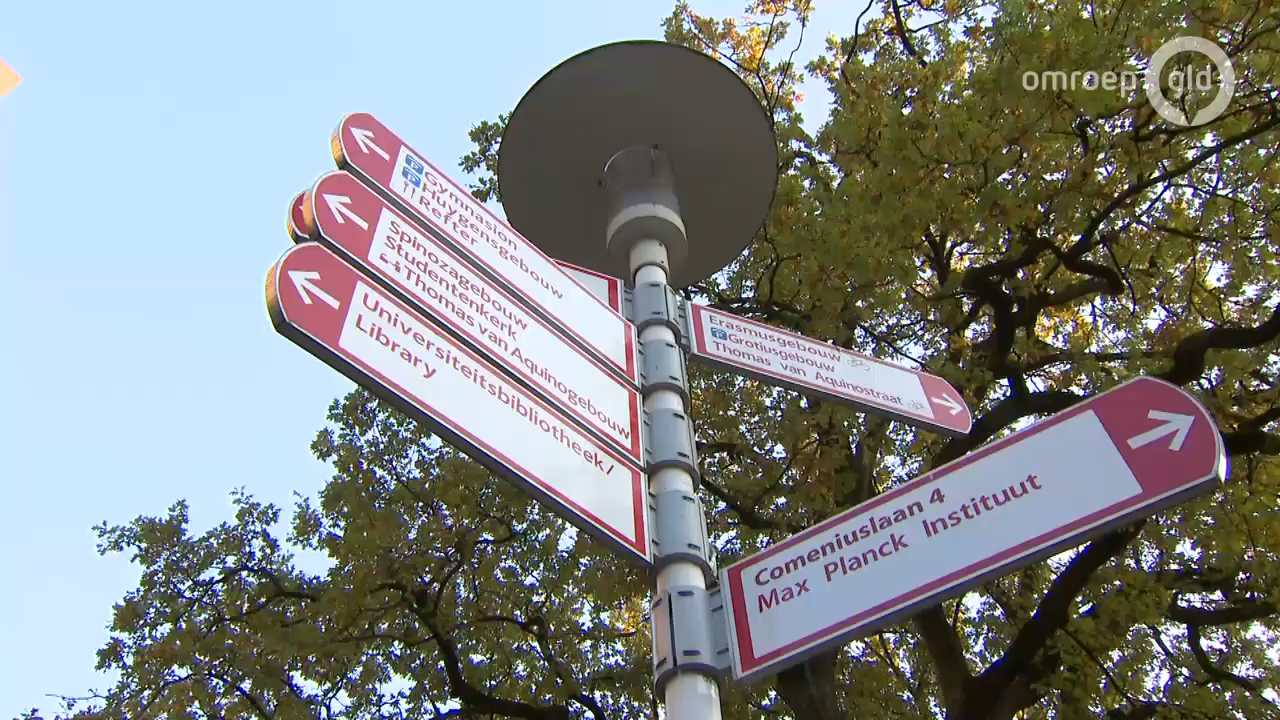 omroep gld
Gymnasion
P Huygensgebouw
Refter
Spinozagebouw
Studentenkerk
Thomas van Aquinogebouw
Universiteitsbibliotheek/
Library
Erasmusgebouw
P Grotiusgebouw
Thomas van Aquinostraat
Comeniuslaan 4
Max Planck Instituut